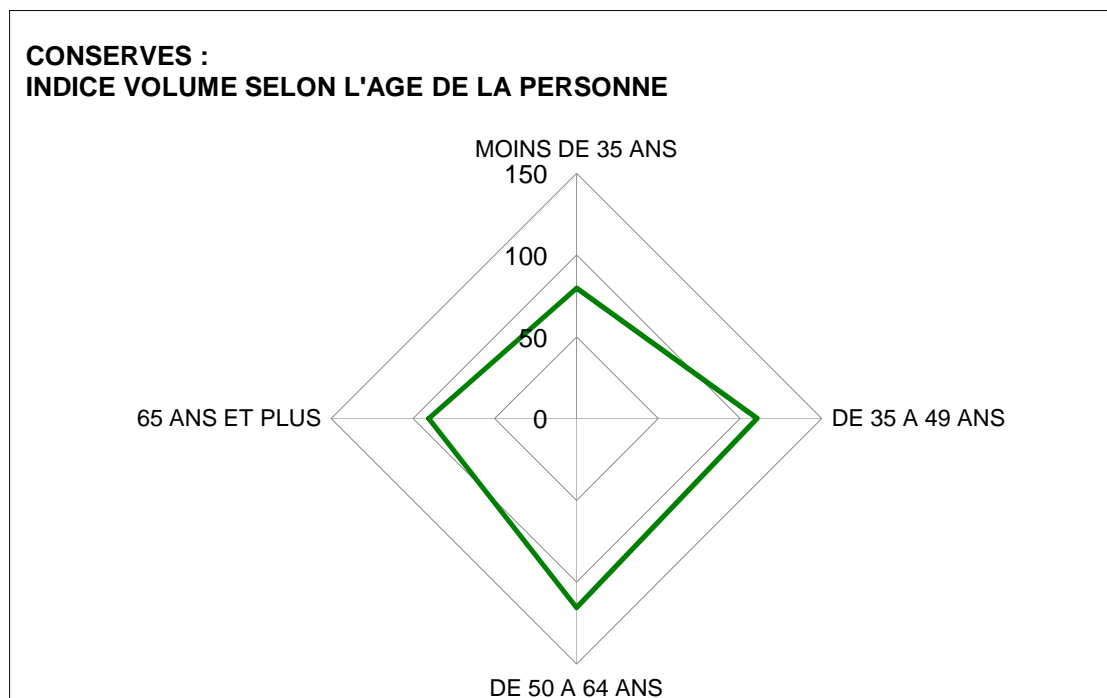 CONSERVES :
INDICE VOLUME SELON L'AGE DE LA PERSONNE
MOINS DE 35 ANS
150
100
50
65 ANS ET PLUS
0
DE 35 A 49 ANS
DE 50 A 64 ANS